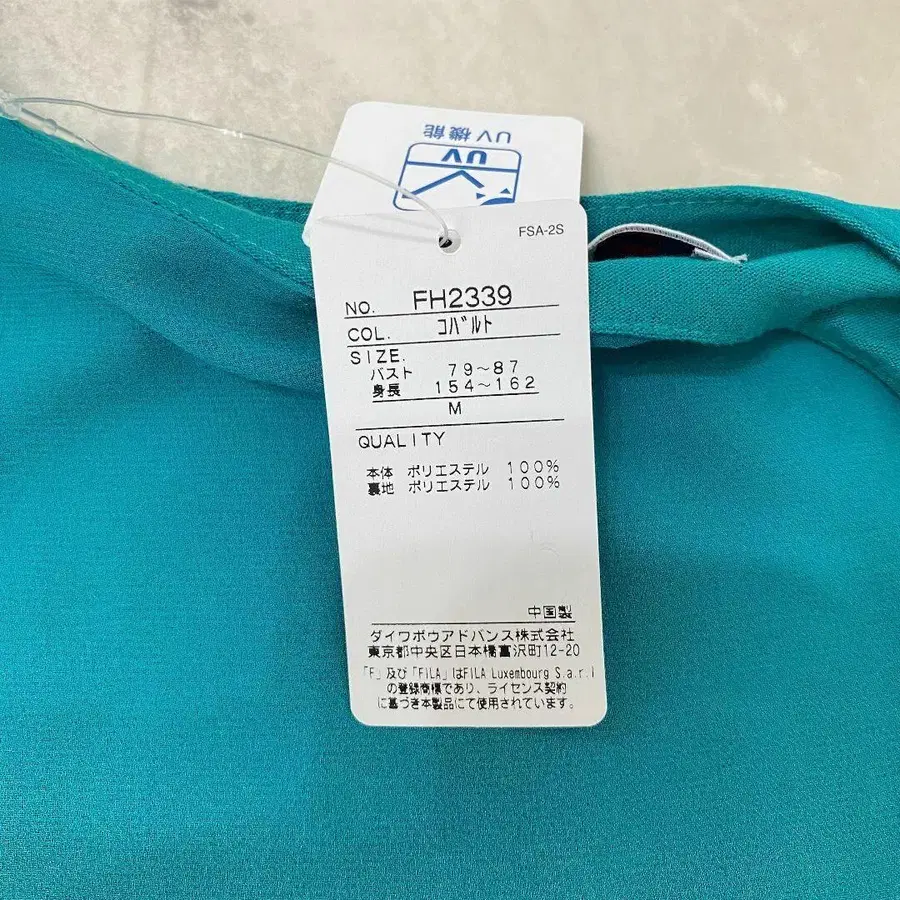 UV機能
UV
FSA-2S
NO. FH2339
COL. コバルト
SIZE.
バスト 79～87
身長 154～162
M
QUALITY
本体 ポリエステル 100%
裏地 ポリエステル 100%
中国製
ダイワボウアドバンス株式会社
東京都中央区日本橋富沢町12-20
「F」及び「FILA」はFILA Luxembourg S.a.r.l
の登録商標であり、ライセンス契約
に基づき本製品にて使用されています。